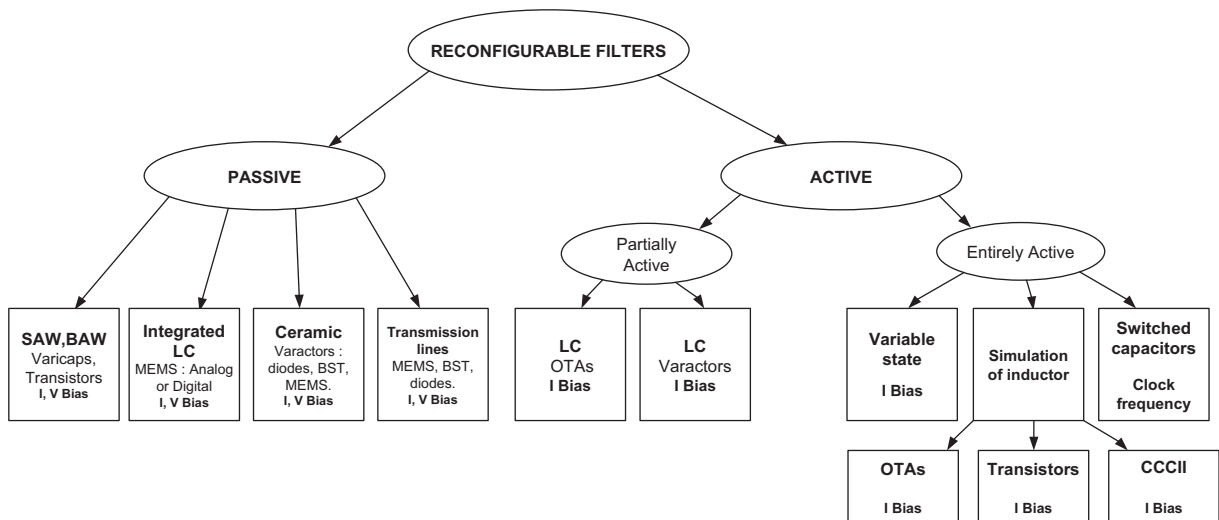 RECONFIGURABLE FILTERS
PASSIVE
ACTIVE
Partially
Active
Entirely Active
SAW,BAW
Varicaps,
Transistors
I, V Bias
Integrated
LC
MEMS : Analog
or Digital
I, V Bias
Ceramic
Varactors :
diodes, BST,
MEMS.
I, V Bias
Transmission
lines
MEMS, BST,
diodes.
I, V Bias
LC
OTAs
I Bias
LC
Varactors
I Bias
Variable
state
I Bias
Simulation
of inductor
Switched
capacitors
Clock
frequency
OTAs
I Bias
Transistors
I Bias
CCCII
I Bias